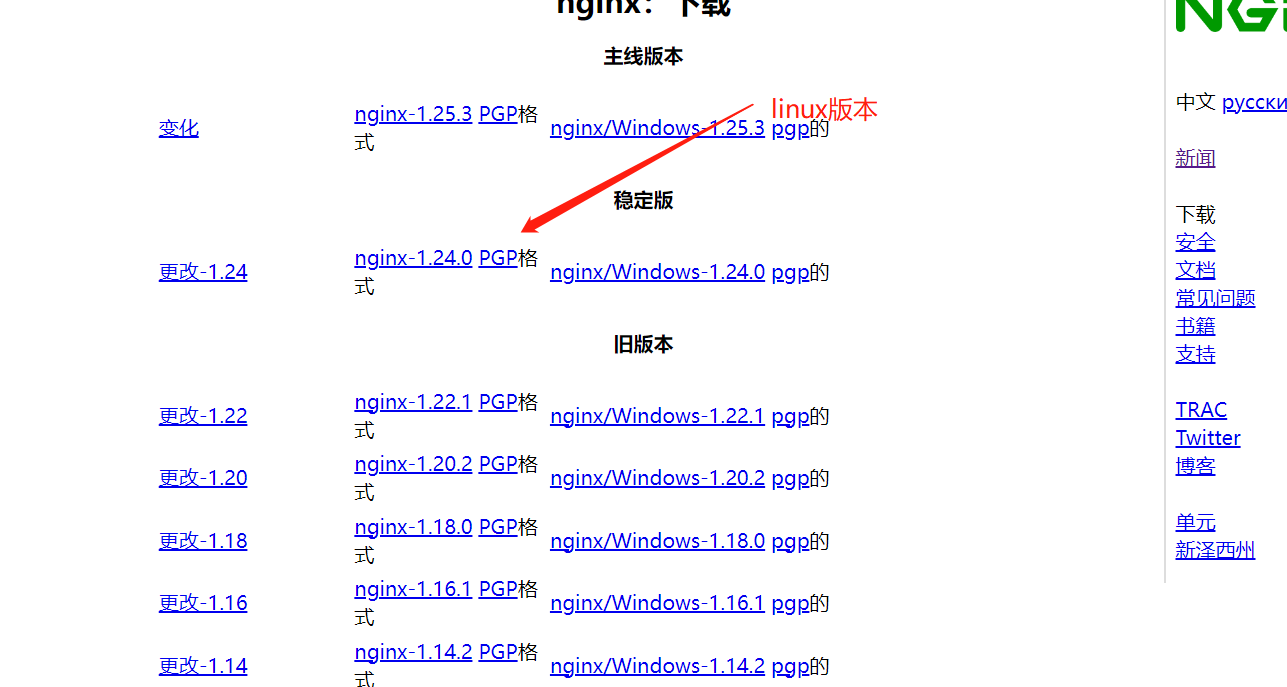 nginx：下载
主线版本
linux版本
变化
nginx-1.25.3 PGP格
式
nginx/Windows-1.25.3 pgp的
稳定版
更改-1.24
nginx-1.24.0 PGP格
式
nginx/Windows-1.24.0 pgp的
旧版本
更改-1.22
nginx-1.22.1 PGP格
式
nginx/Windows-1.22.1 pgp的
更改-1.20
nginx-1.20.2 PGP格
式
nginx/Windows-1.20.2 pgp的
更改-1.18
nginx-1.18.0 PGP格
式
nginx/Windows-1.18.0 pgp的
更改-1.16
nginx-1.16.1 PGP格
式
nginx/Windows-1.16.1 pgp的
更改-1.14
nginx-1.14.2 PGP格
式
nginx/Windows-1.14.2 pgp的
NGI
中文 русски
新闻
下载
安全
文档
常见问题
书籍
支持
TRAC
Twitter
博客
单元
新泽西州